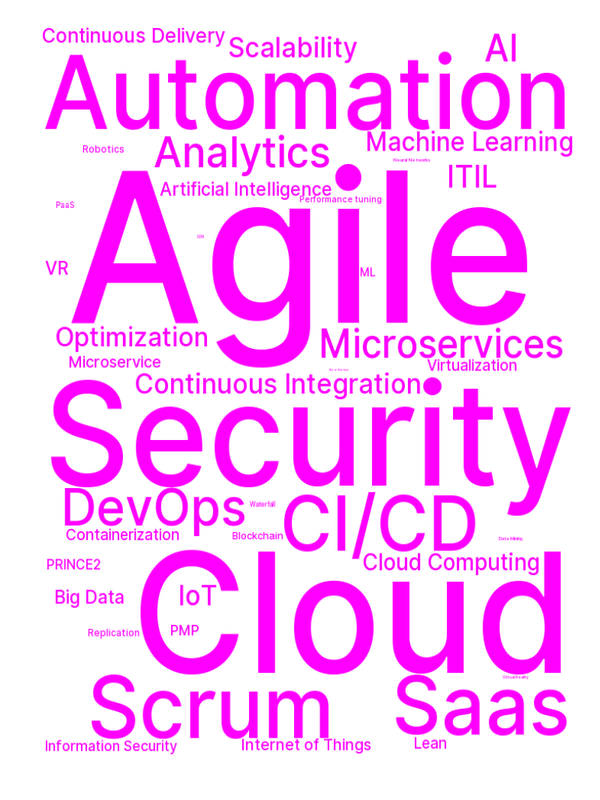 Continuous Delivery
Scalability
AI
Automation
Machine Learning
Analytics
Robotics
Neural Networks
ITIL
Artificial Intelligence
Performance tuning
PaaS
Agile
VR
ML
Optimization
Microservices
Microservice
Virtualization
Continuous Integration
Security
DevOps
Waterfall
CI/CD
Containerization
Blockchain
Data Mining
PRINCE2
Cloud Computing
Cloud
Big Data
IoT
Replication
PMP
Virtual Reality
Scrum
Saas
Information Security
Internet of Things
Lean